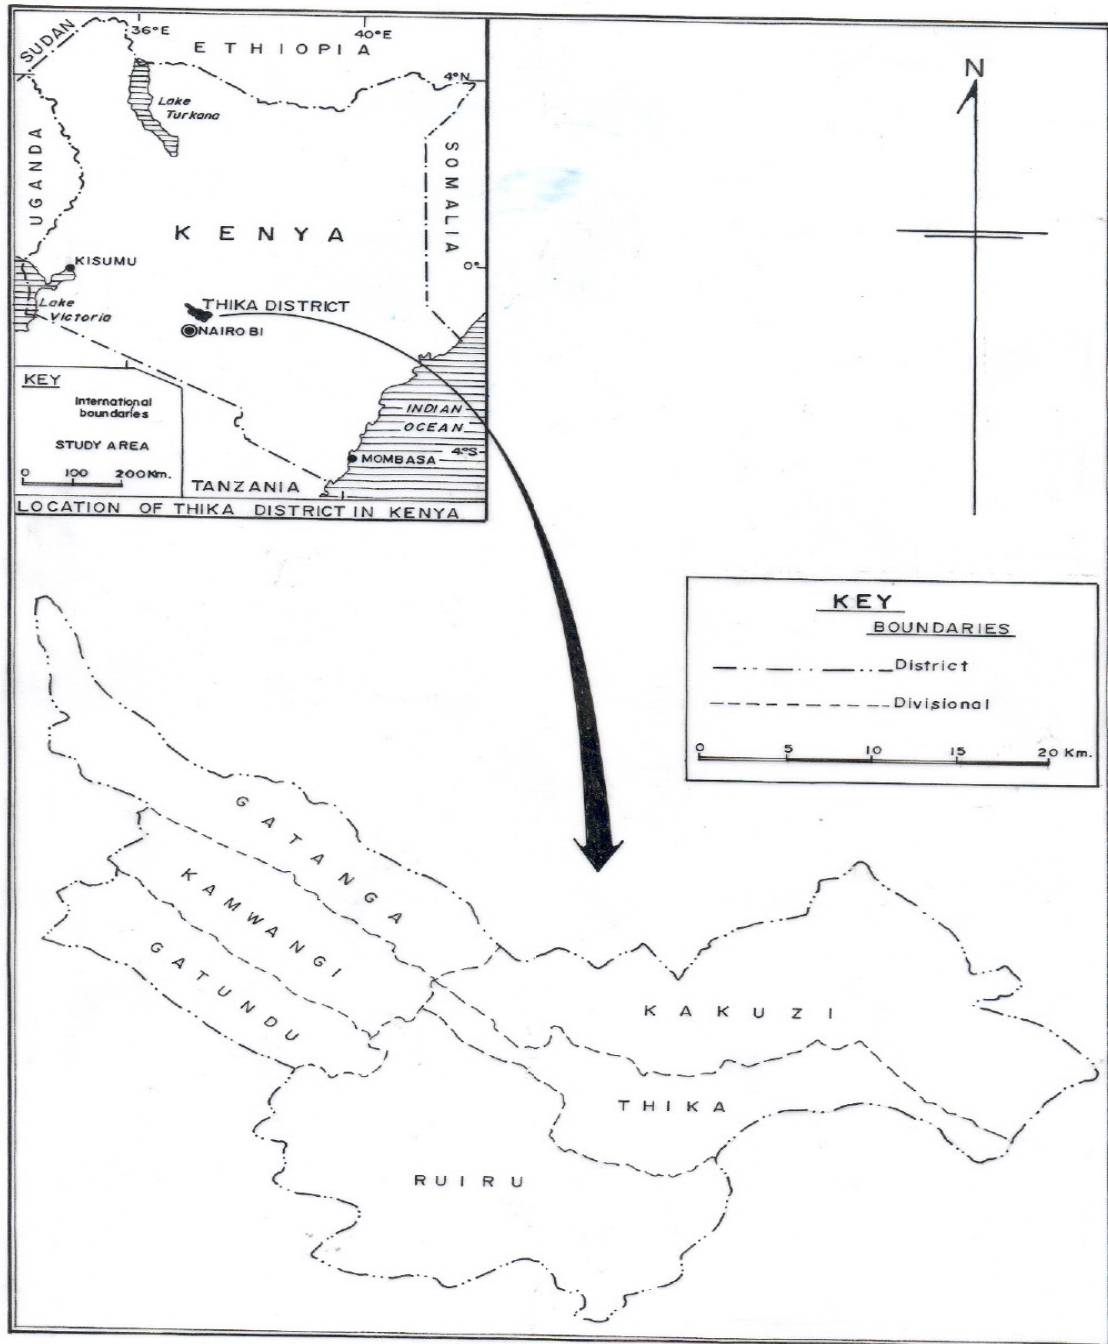 36°E 40°E
SUDAN
ETHIOPIA
4°N
Lake
Turkana
UGANDA
SOMALIA
KENYA
KISUMU
0°
Lake
Victoria
THIKA DISTRICT
NAIROBI
KEY
International
boundaries
STUDY AREA
0 100 200Km.
INDIAN
OCEAN
4°S
MOMBASA
TANZANIA
LOCATION OF THIKA DISTRICT IN KENYA
N
KEY
BOUNDARIES
District
Divisional
0 5 10 15 20 Km.
GATANGA
KAMWANGI
GATUNDU
KAKUZI
THIKA
RUIRU